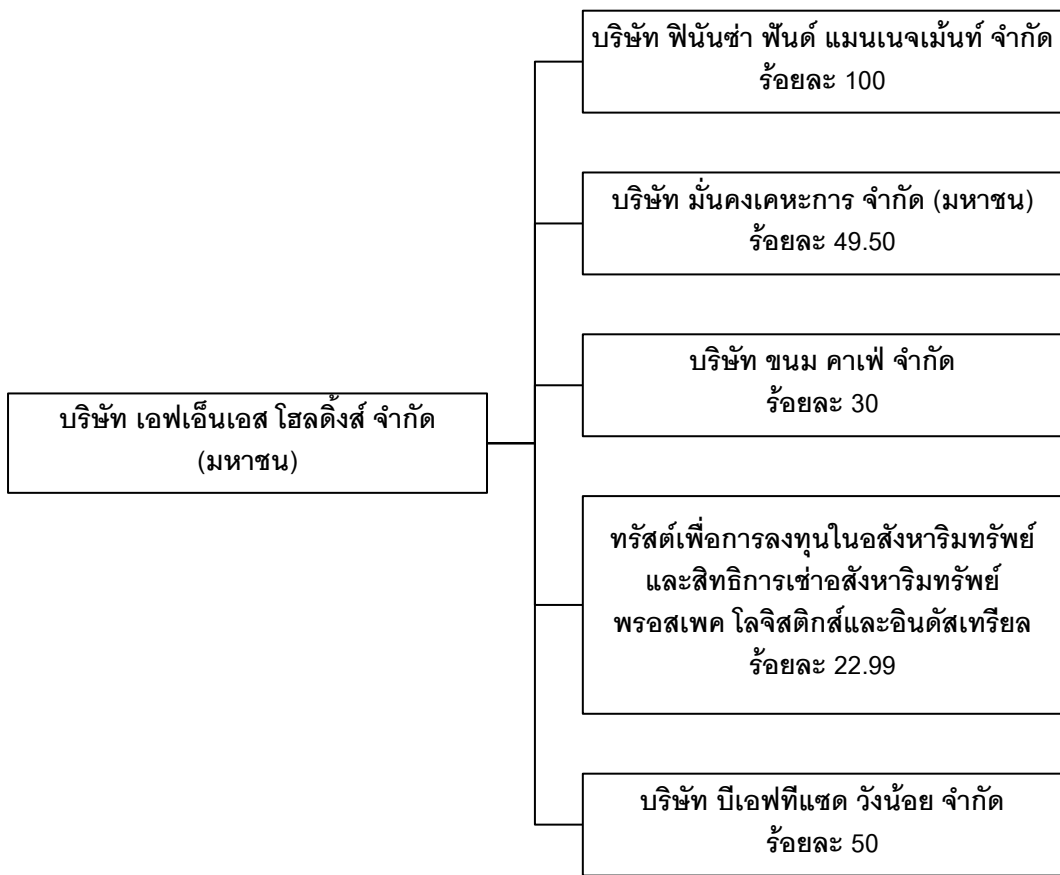 บริษัท ฟินันซ่า ฟันด์ แมนเนจเม้นท์ จำกัด
ร้อยละ 100
บริษัท มั่นคงเคหะการ จำกัด (มหาชน)
ร้อยละ 49.50
บริษัท ขนม คาเฟ่ จำกัด
ร้อยละ 30
บริษัท เอฟเอ็นเอส โฮลดิ้งส์ จำกัด
(มหาชน)
ทรัสต์เพื่อการลงทุนในอสังหาริมทรัพย์
และสิทธิการเช่าอสังหาริมทรัพย์
พรอสเพค โลจิสติกส์และอินดัสเทรียล
ร้อยละ 22.99
บริษัท บีเอฟทีแซด วังน้อย จำกัด
ร้อยละ 50